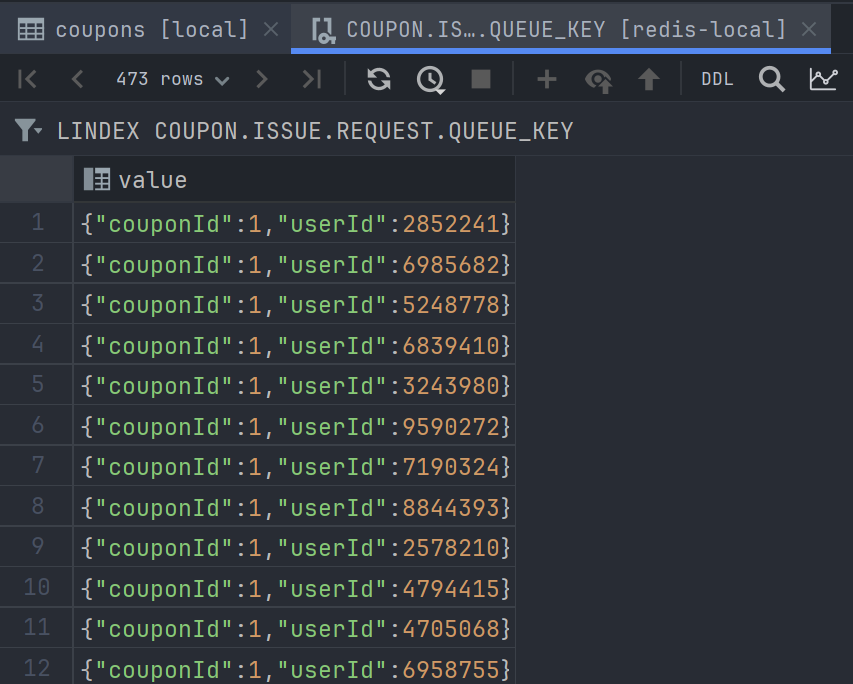 coupons [local] COUPON.IS….QUEUE_KEY [redis-local]
473 rows DDL
LINDEX COUPON.ISSUE.REQUEST.QUEUE_KEY
value
1 {"couponId":1,"userId":2852241}
2 {"couponId":1,"userId":6985682}
3 {"couponId":1,"userId":5248778}
4 {"couponId":1,"userId":6839410}
5 {"couponId":1,"userId":3243980}
6 {"couponId":1,"userId":9590272}
7 {"couponId":1,"userId":7190324}
8 {"couponId":1,"userId":8844393}
9 {"couponId":1,"userId":2578210}
10 {"couponId":1,"userId":4794415}
11 {"couponId":1,"userId":4705068}
12 {"couponId":1,"userId":6958755}